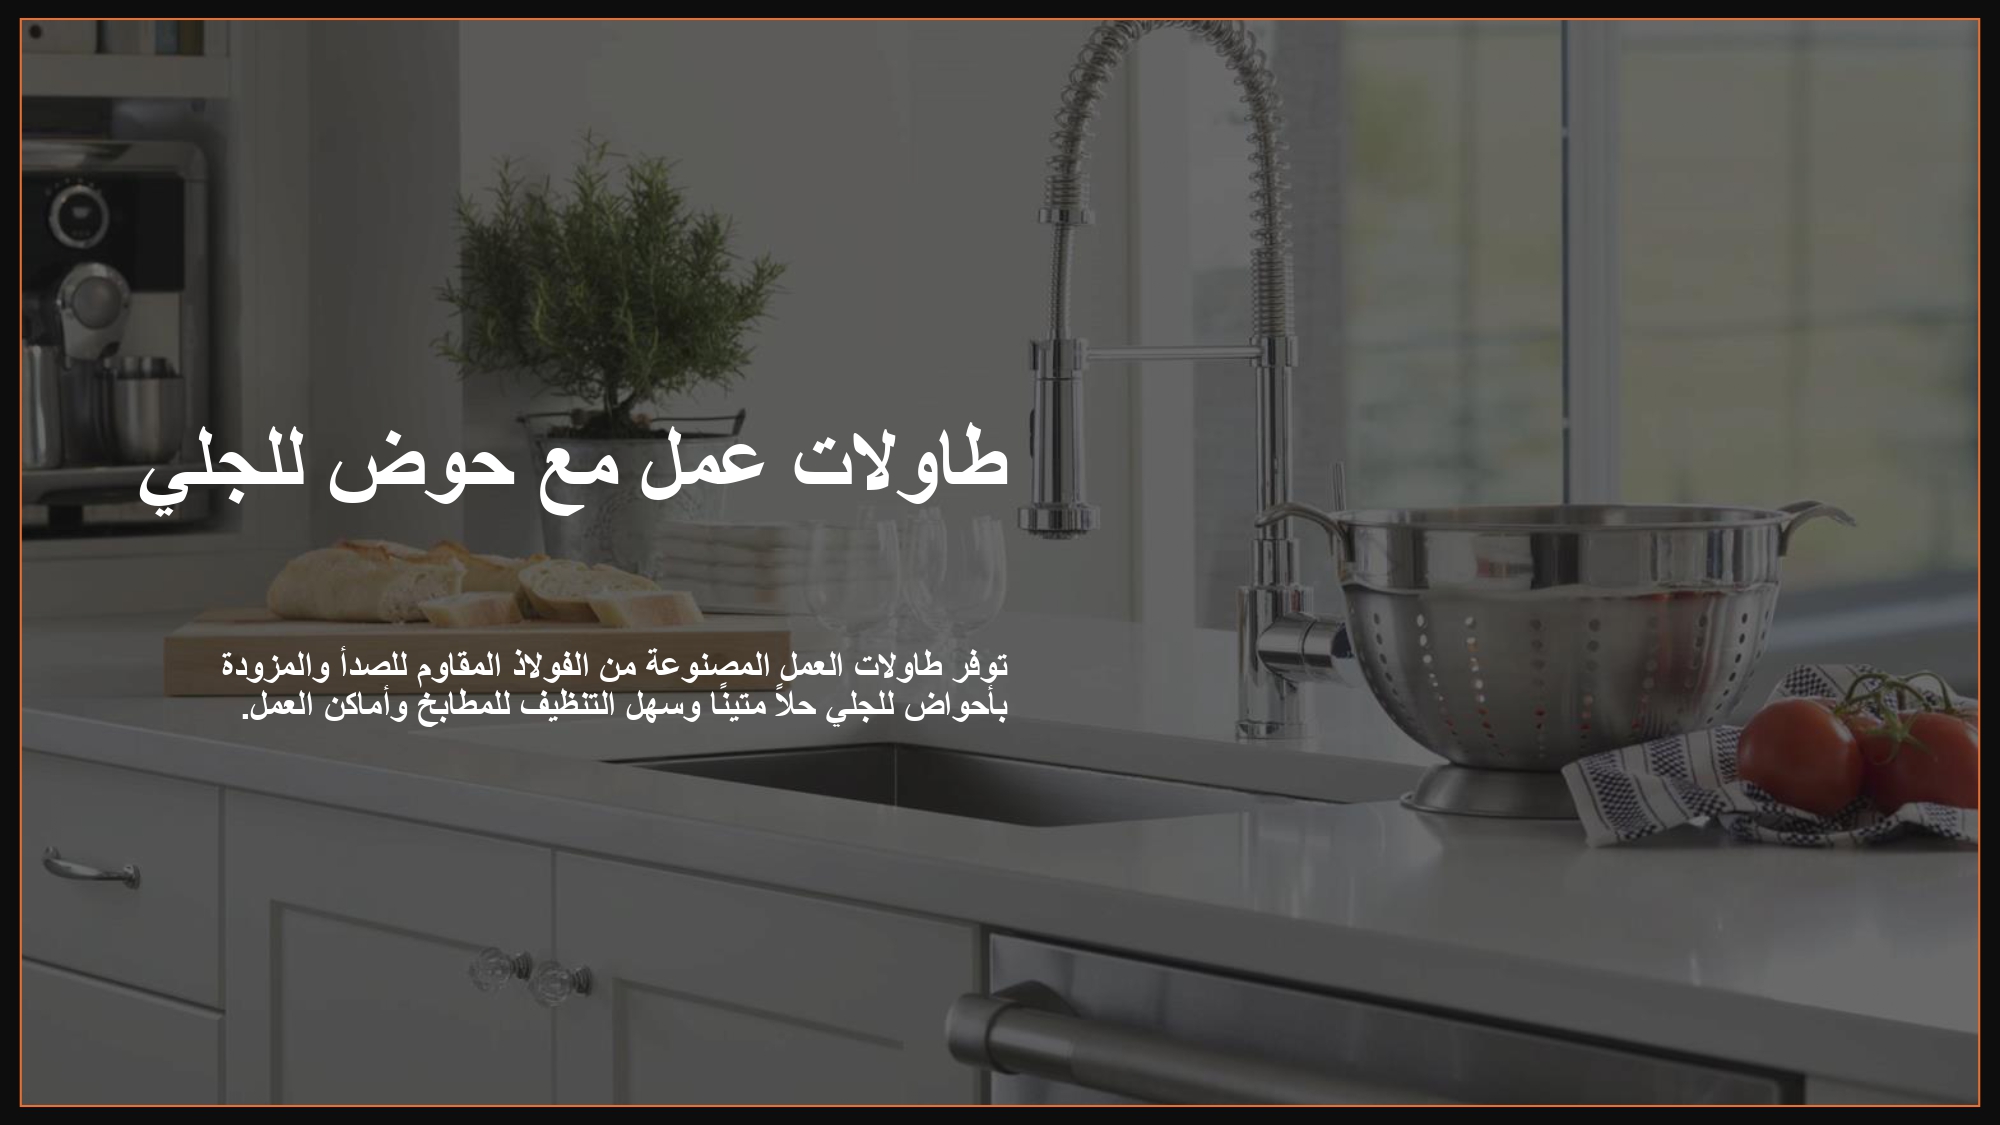 طاولات عمل مع حوض للجلي
توفر طاولات العمل المصنوعة من الفولاذ المقاوم للصدأ والمزودة
بأحواض للجلي حلاً متينًا وسهل التنظيف للمطابخ وأماكن العمل.